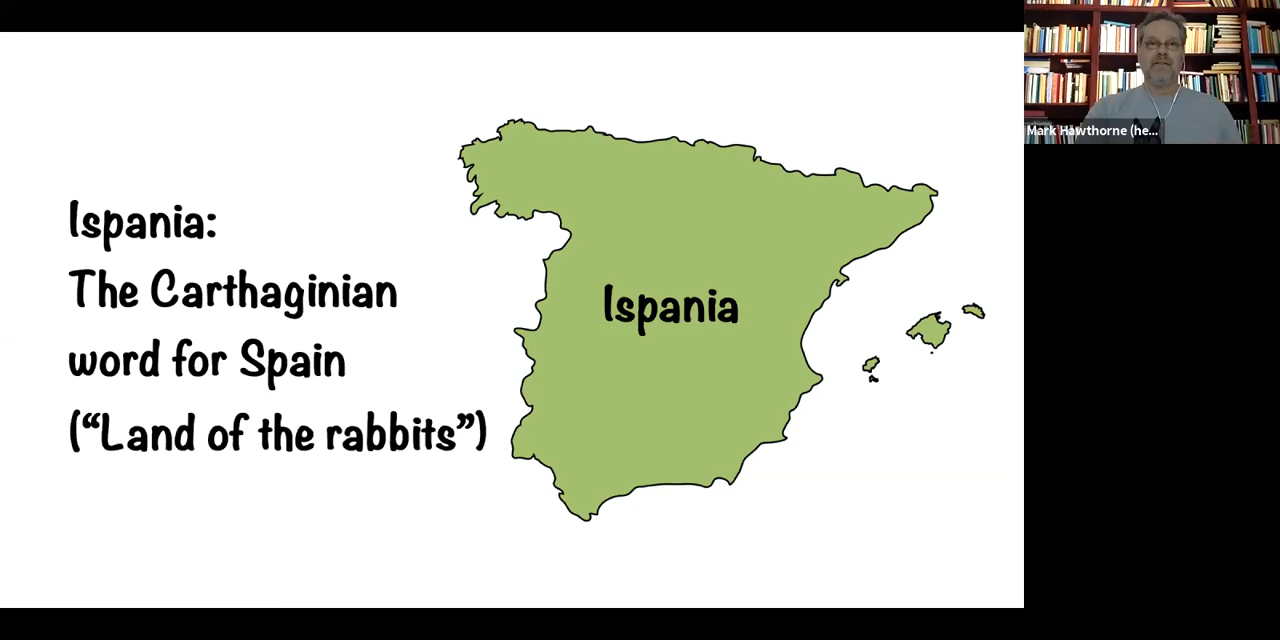 Ispania:
The Carthaginian
word for Spain
(“Land of the rabbits”)
Ispania
Mark Hawthorne (he...